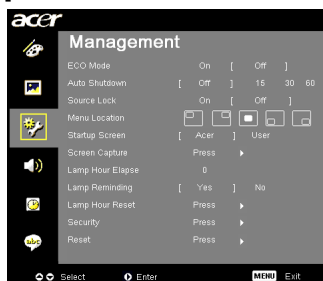 acer
Management
ECO Mode On [ Off ]
Auto Shutdown [ Off ] 15 30 60
Source Lock On [ Off ]
Menu Location
Startup Screen [ Acer ] User
Screen Capture Press
Lamp Hour Elapse 0
Lamp Reminding [ Yes ] No
Lamp Hour Reset Press
Security Press
Reset Press
abc
Select Enter MENU Exit